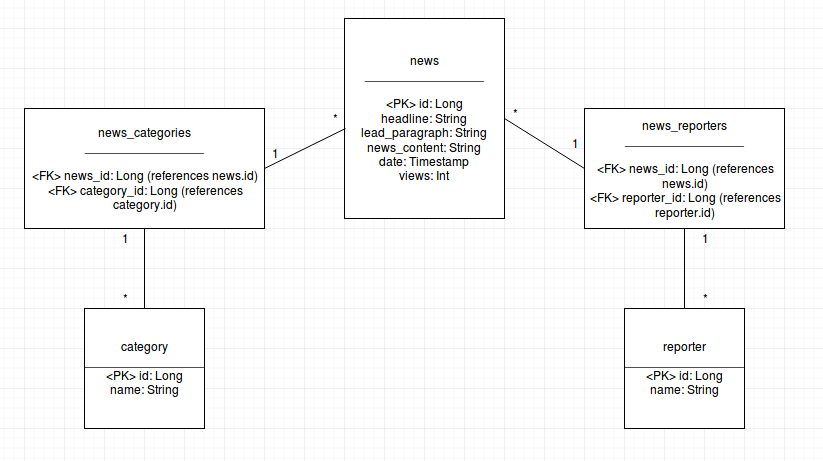 news
<PK> id: Long
headline: String
lead_paragraph: String
news_content: String
date: Timestamp
views: Int
*
*
news_categories
<FK> news_id: Long (references news.id)
<FK> category_id: Long (references
category.id)
1
1
news_reporters
<FK> news_id: Long (references
news.id)
<FK> reporter_id: Long (references
reporter.id)
1
1
*
category
<PK> id: Long
name: String
*
reporter
<PK> id: Long
name: String